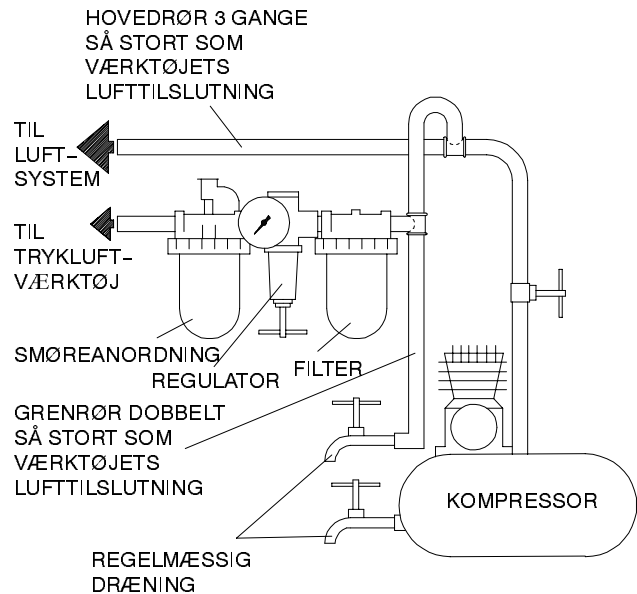 HOVEDRØR 3 GANGE
SÅ STORT SOM
VÆRKTØJETS
LUFTTILSLUTNING
TIL
LUFT–
SYSTEM
TIL
TRYKLUFT–
VÆRKTØJ
SMØREANORDNING
REGULATOR
FILTER
GRENRØR DOBBELT
SÅ STORT SOM
VÆRKTØJETS
LUFTTILSLUTNING
KOMPRESSOR
REGELMÆSSIG
DRÆNING